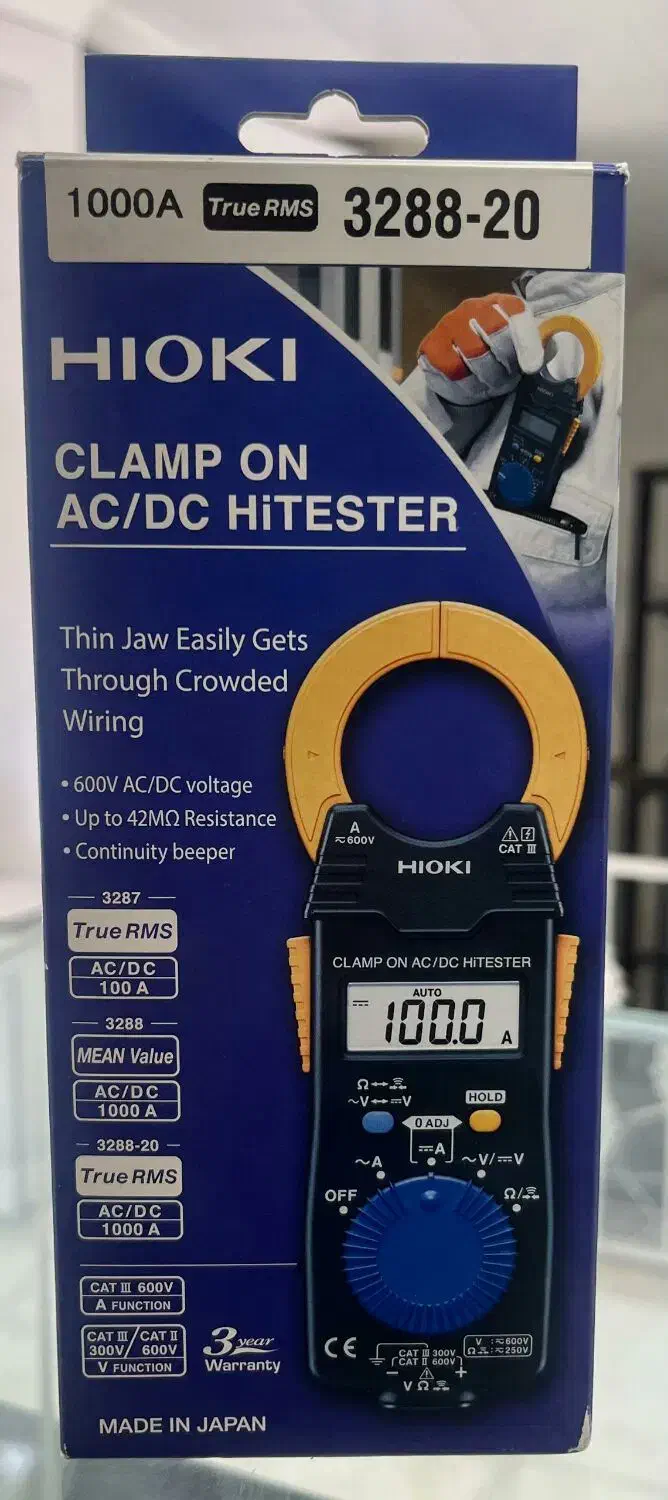 1000A True RMS 3288-20
HIOKI
HIOKI
CLAMP ON
AC/DC HiTESTER
Thin Jaw Easily Gets
Through Crowded
Wiring
• 600V AC/DC voltage
• Up to 42MΩ Resistance
• Continuity beeper
3287
True RMS
AC/DC
100 A
3288
MEAN Value
AC/DC
1000 A
3288-20
True RMS
AC/DC
1000 A
CAT III 600V
A FUNCTION
CAT III / CAT II
300V / 600V
V FUNCTION
3 year
Warranty
MADE IN JAPAN
A
≂600V
CAT III
HIOKI
CLAMP ON AC/DC HiTESTER
AUTO
100.0 A
Ω↔
~V↔⎓V
HOLD
0 ADJ
⎓A
~A
~V/⎓V
OFF
Ω/
CE
CAT III 300V
CAT II 600V
V :≂600V
Ω :≂250V
− +
V Ω